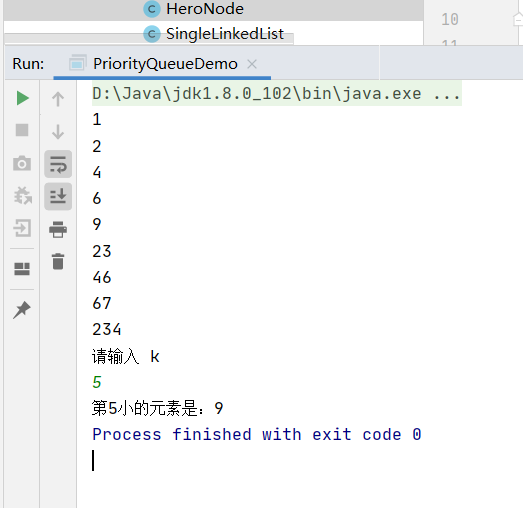 HeroNode
10
SingleLinkedList
11
Run: PriorityQueueDemo
D:\Java\jdk1.8.0_102\bin\java.exe ...
1
2
4
6
9
23
46
67
234
请输入 k
5
第5小的元素是：9
Process finished with exit code 0